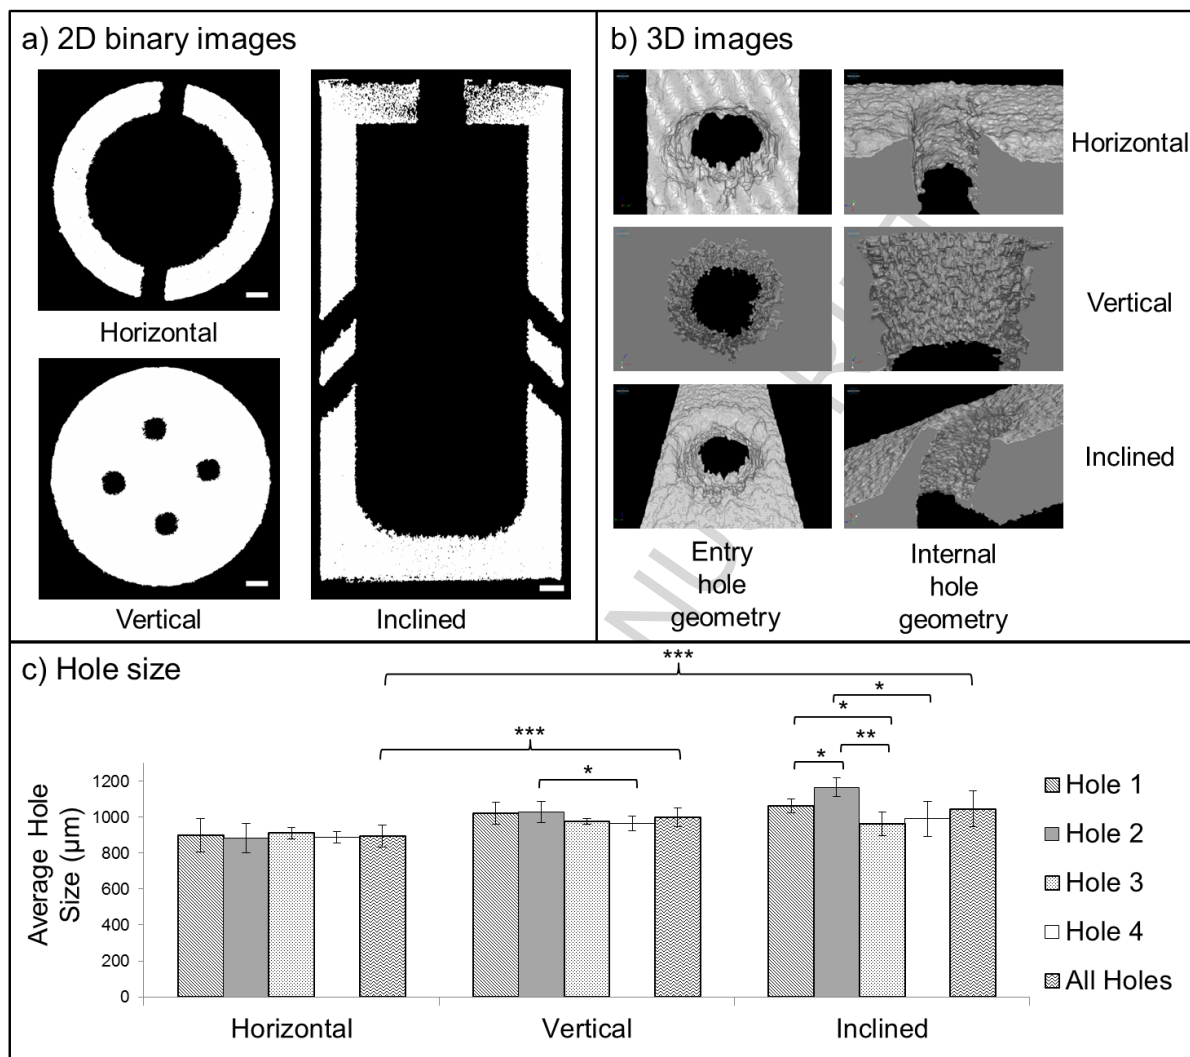 a) 2D binary images
Horizontal
Vertical
Inclined
b) 3D images
Horizontal
Vertical
Inclined
Entry
hole
geometry
Internal
hole
geometry
c) Hole size
***
***
*
*
*
*
**
Average Hole
Size (µm)
1200
1000
800
600
400
200
0
Horizontal
Vertical
Inclined
Hole 1
Hole 2
Hole 3
Hole 4
All Holes